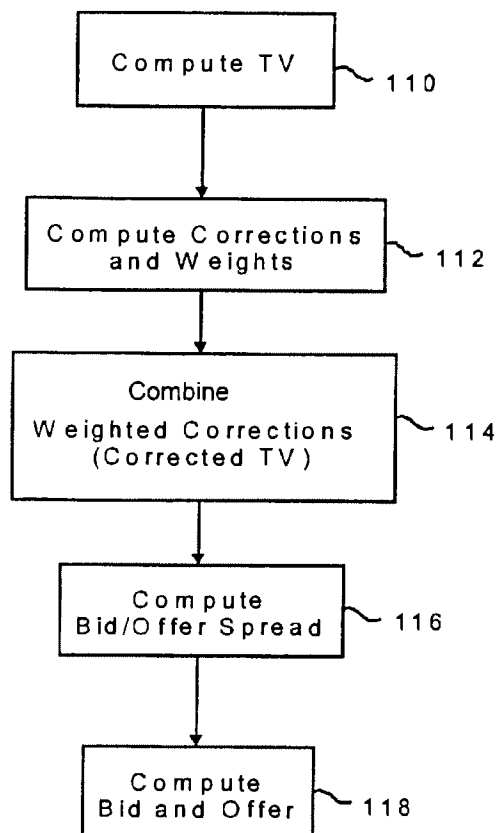 Compute TV
110
Compute Corrections
and Weights
112
Combine
Weighted Corrections
(Corrected TV)
114
Compute
Bid/Offer Spread
116
Compute
Bid and Offer
118